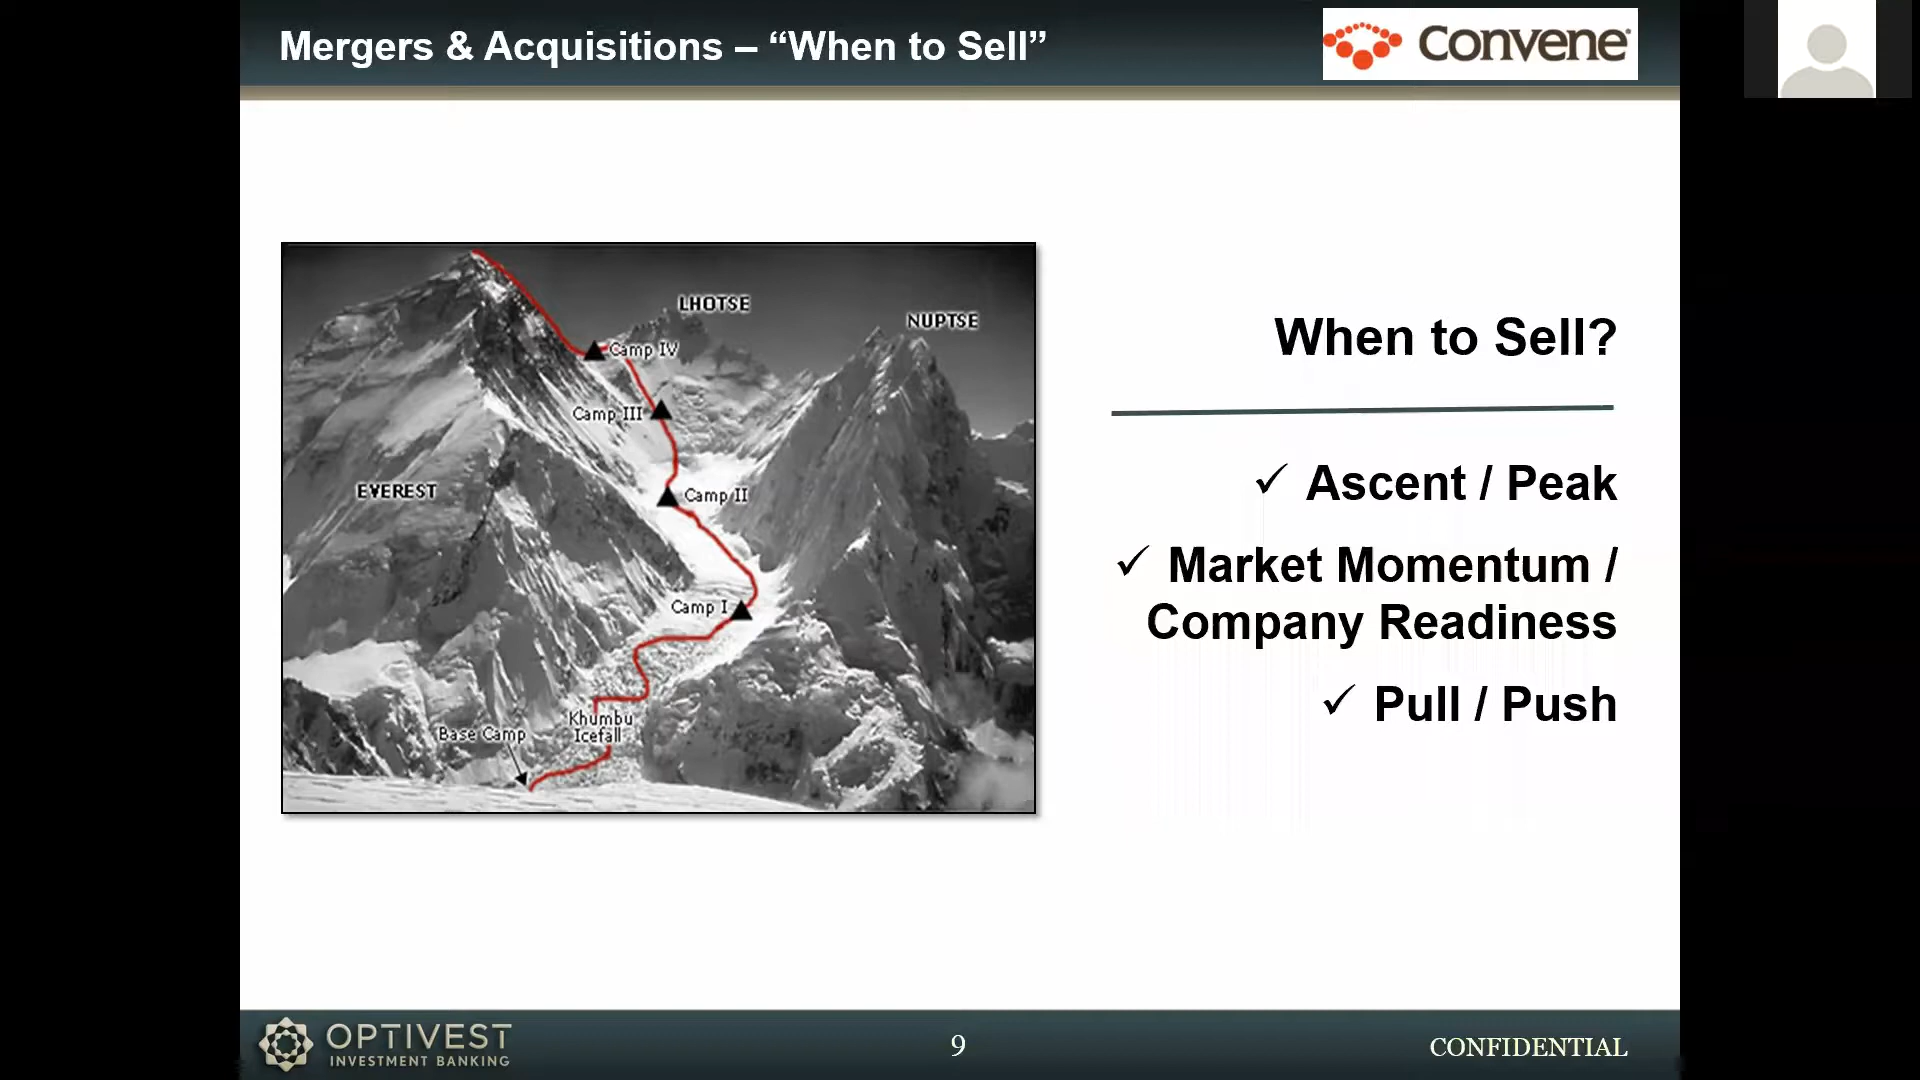 Mergers & Acquisitions – “When to Sell”
Convene
LHOTSE
NUPTSE
Camp IV
Camp III
EVEREST
Camp II
Camp I
Khumbu
Icefall
Base Camp
When to Sell?
✓ Ascent / Peak
✓ Market Momentum /
Company Readiness
✓ Pull / Push
OPTIVEST
INVESTMENT BANKING
9
CONFIDENTIAL